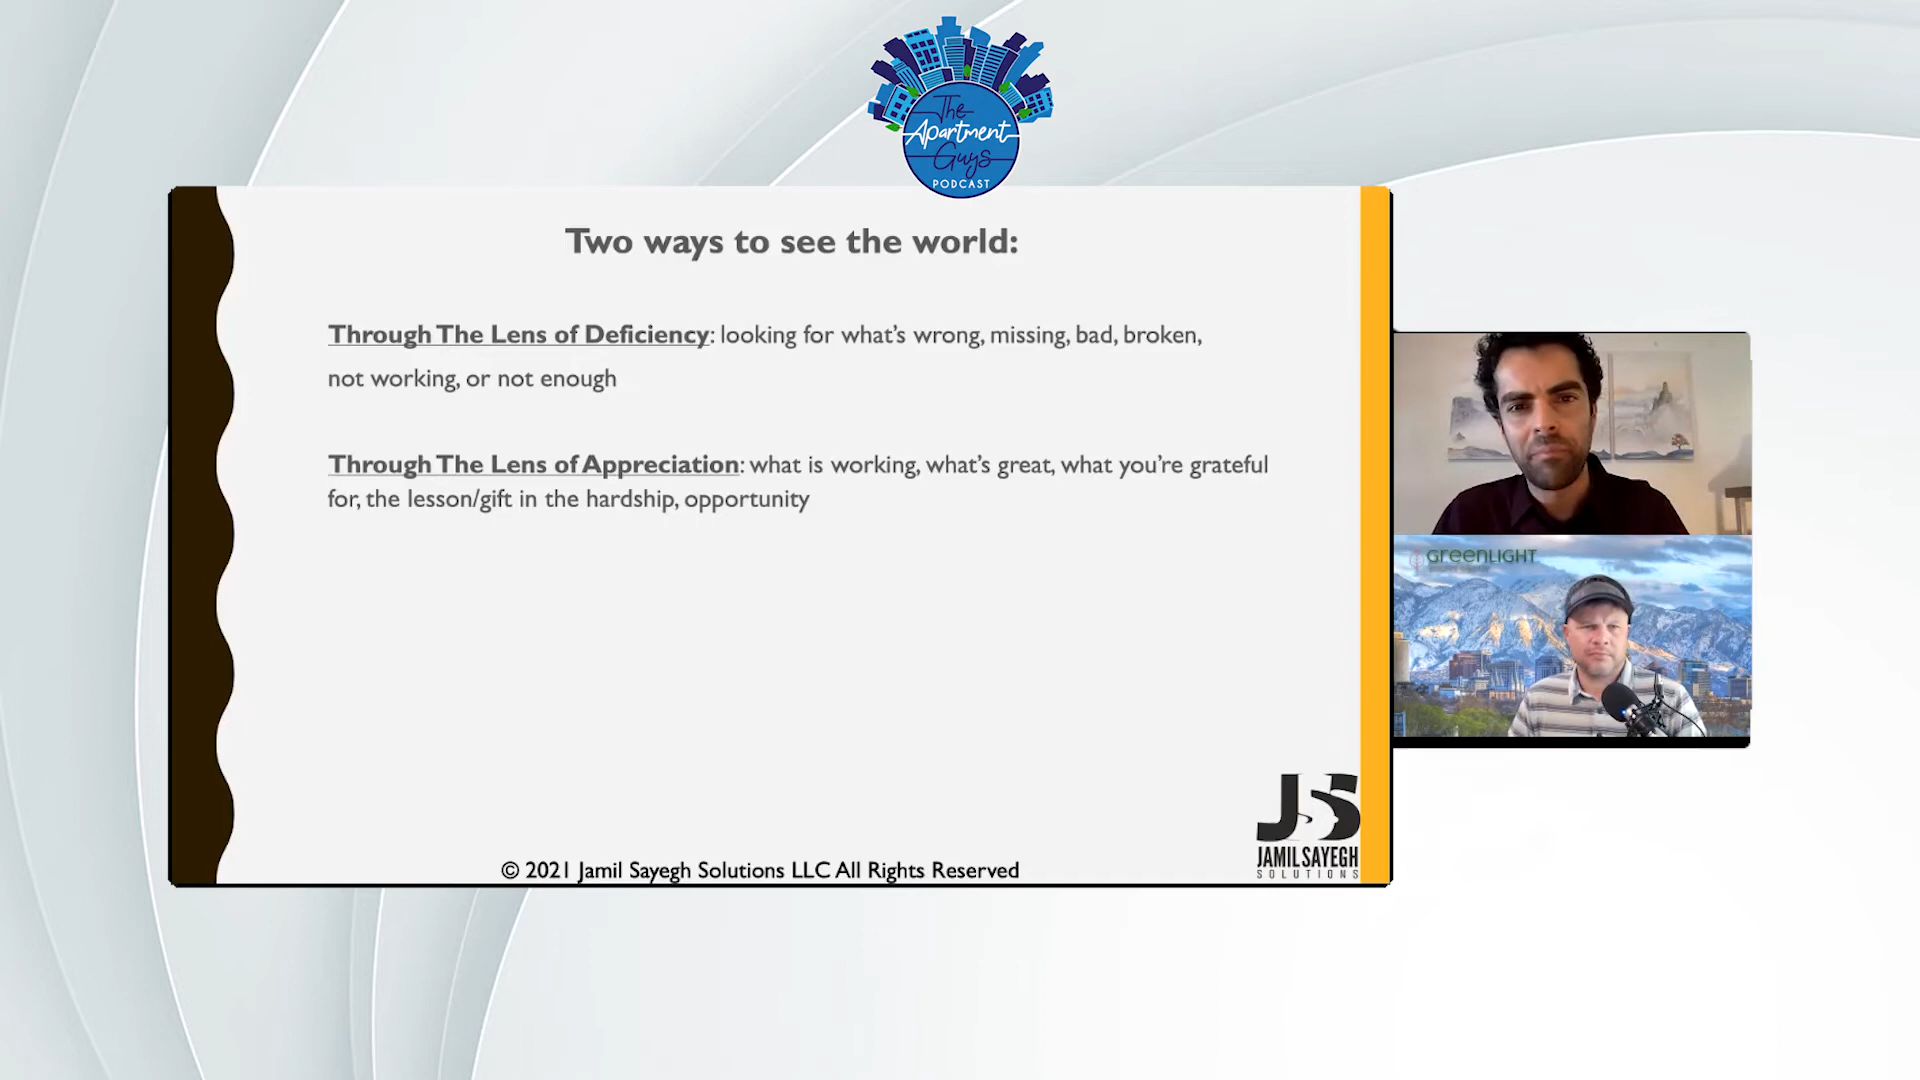 The
Apartment
Guys
PODCAST
Two ways to see the world:
Through The Lens of Deficiency: looking for what's wrong, missing, bad, broken,
not working, or not enough
Through The Lens of Appreciation: what is working, what's great, what you're grateful
for, the lesson/gift in the hardship, opportunity
GREENLIGHT
JS
JAMIL SAYEGH
SOLUTIONS
© 2021 Jamil Sayegh Solutions LLC All Rights Reserved